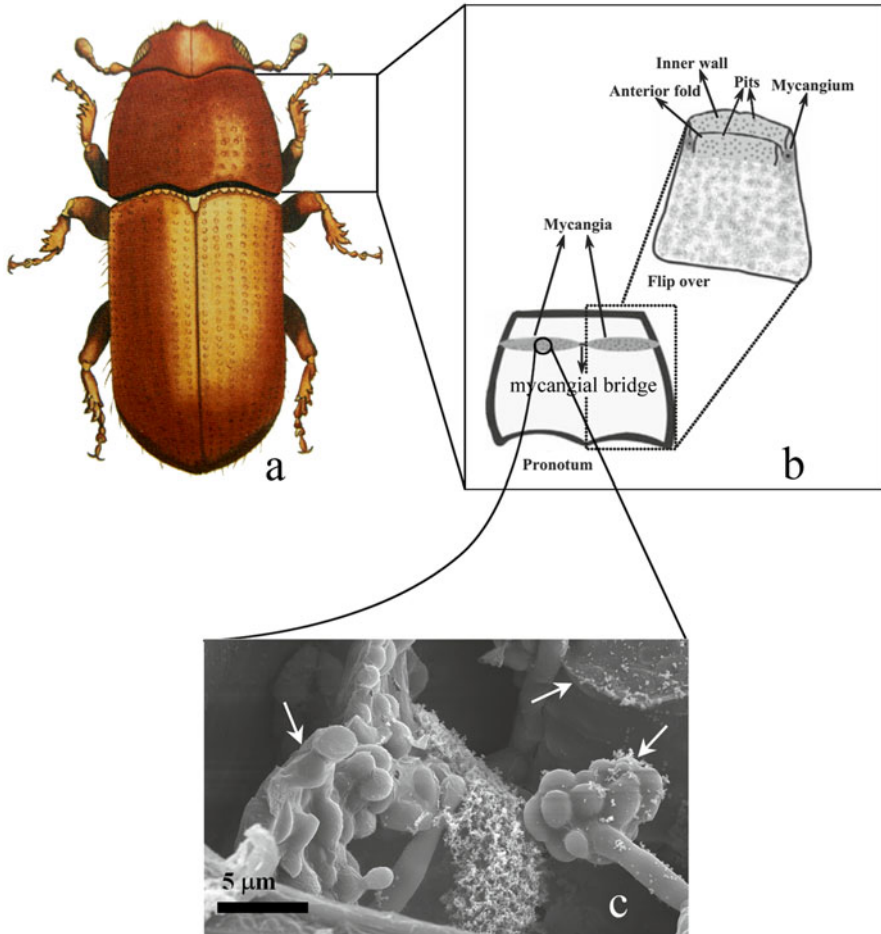 Inner wall
Pits
Mycangium
Anterior fold
Mycangia
Flip over
mycangial bridge
Pronotum
a
b
5 μm
c